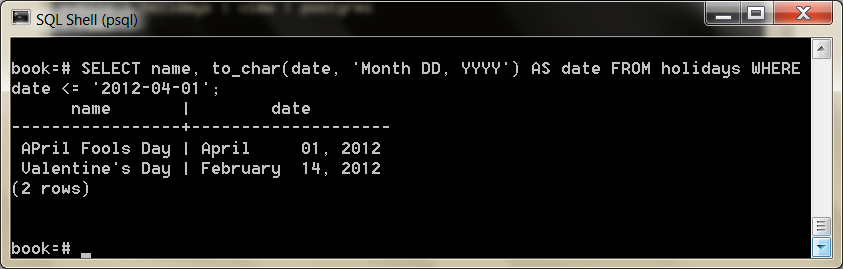 SQL Shell (psql)
book=# SELECT name, to_char(date, 'Month DD, YYYY') AS date FROM holidays WHERE
date <= '2012-04-01';
      name       |        date
-----------------+--------------------
 APril Fools Day | April     01, 2012
 Valentine's Day | February  14, 2012
(2 rows)
book=# _